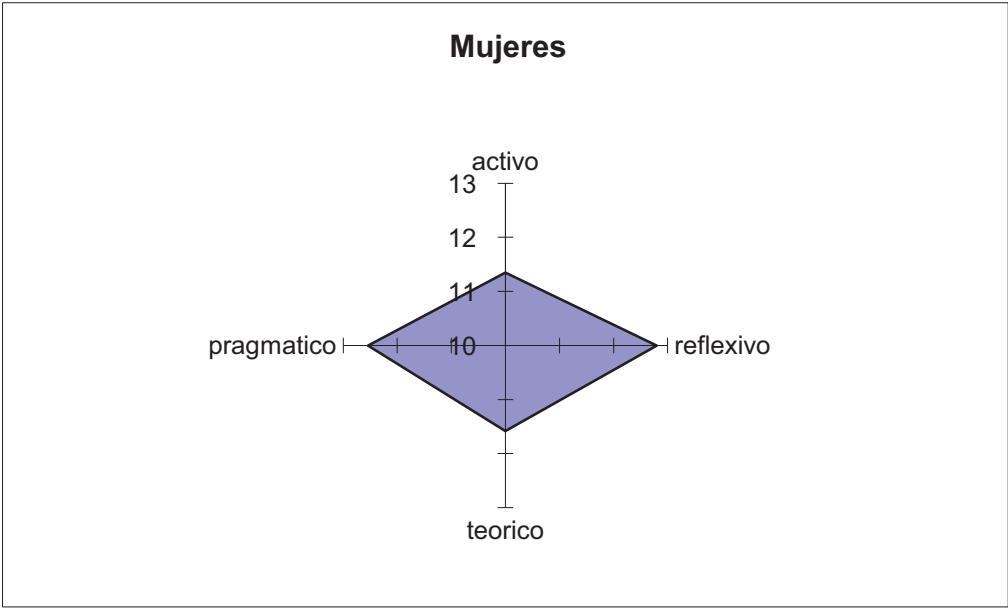 Mujeres
activo
13
12
11
10
pragmatico
reflexivo
teorico